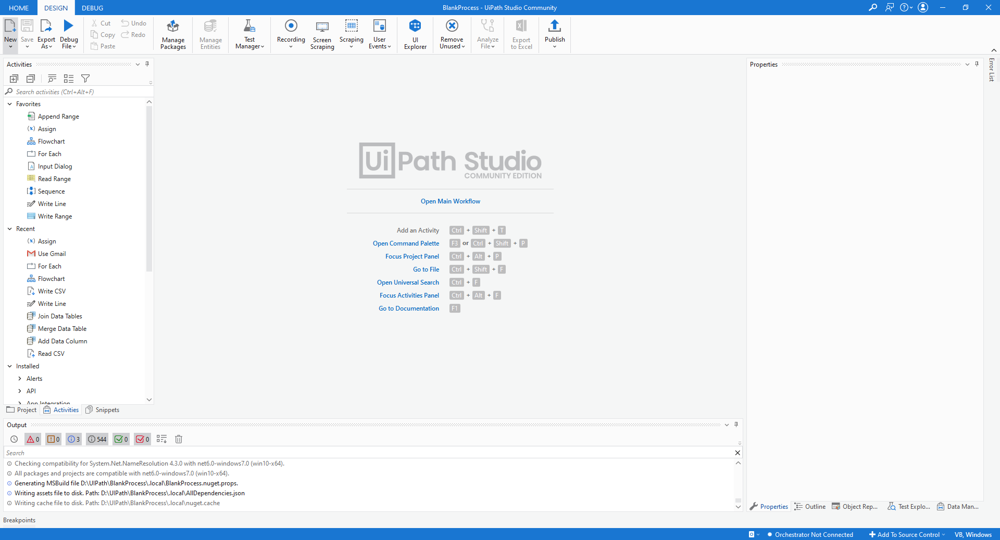 HOME DESIGN DEBUG BlankProcess - UiPath Studio Community
New Save Export As Debug File Cut Copy Paste Undo Redo Manage Packages Manage Entities Test Manager Recording Screen Scraping Scraping User Events UI Explorer Remove Unused Analyze File Export to Excel Publish
Activities
Search activities (Ctrl+Alt+F)
Favorites
Append Range
Assign
Flowchart
For Each
Input Dialog
Read Range
Sequence
Write Line
Write Range
Recent
Assign
Use Gmail
For Each
Flowchart
Write CSV
Write Line
Join Data Tables
Merge Data Table
Add Data Column
Read CSV
Installed
Alerts
API
App Integration
Project Activities Snippets
UiPath Studio
COMMUNITY EDITION
Open Main Workflow
Add an Activity Ctrl + Shift + T
Open Command Palette F3 or Ctrl + Shift + P
Focus Project Panel Ctrl + Alt + P
Go to File Ctrl + Shift + F
Open Universal Search Ctrl + F
Focus Activities Panel Ctrl + Alt + F
Go to Documentation F1
Properties
Error List
Output
0 0 3 544 0 0
Search
Checking compatibility for System.Net.NameResolution 4.3.0 with net6.0-windows7.0 (win10-x64).
All packages and projects are compatible with net6.0-windows7.0 (win10-x64).
Generating MSBuild file D:\UIPath\BlankProcess\.local\BlankProcess.nuget.props.
Writing assets file to disk. Path: D:\UIPath\BlankProcess\.local\AllDependencies.json
Writing cache file to disk. Path: D:\UIPath\BlankProcess\.local\nuget.cache
Properties Outline Object Rep... Test Explo... Data Man...
Breakpoints
Orchestrator Not Connected Add To Source Control VB, Windows